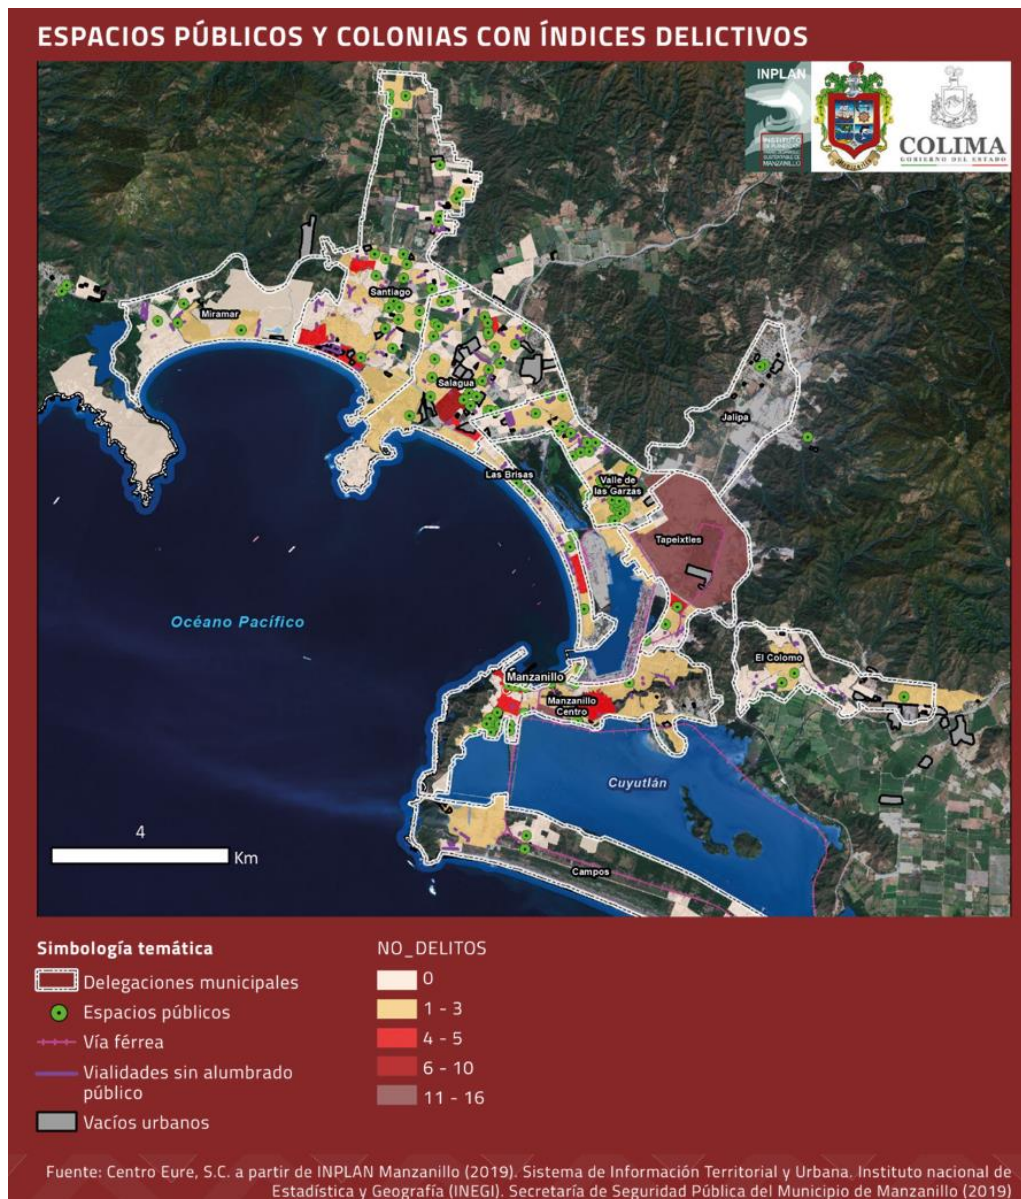 ESPACIOS PÚBLICOS Y COLONIAS CON ÍNDICES DELICTIVOS
INPLAN
MANZANILLO
COLIMA
GOBIERNO DEL ESTADO
Santiago
Miramar
Salagua
Jalipa
Las Brisas
Valle de
las Garzas
Tapeixtles
Océano Pacífico
El Colomo
Manzanillo
Manzanillo
Centro
Cuyutlán
4
Km
Campos
Simbología temática
Delegaciones municipales
Espacios públicos
Vía férrea
Vialidades sin alumbrado
público
Vacíos urbanos
NO_DELITOS
0
1 - 3
4 - 5
6 - 10
11 - 16
Fuente: Centro Eure, S.C. a partir de INPLAN Manzanillo (2019). Sistema de Información Territorial y Urbana. Instituto nacional de
Estadística y Geografía (INEGI). Secretaría de Seguridad Pública del Municipio de Manzanillo (2019)